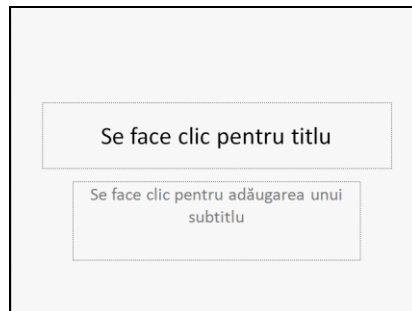 Se face clic pentru titlu
Se face clic pentru adăugarea unui
subtitlu